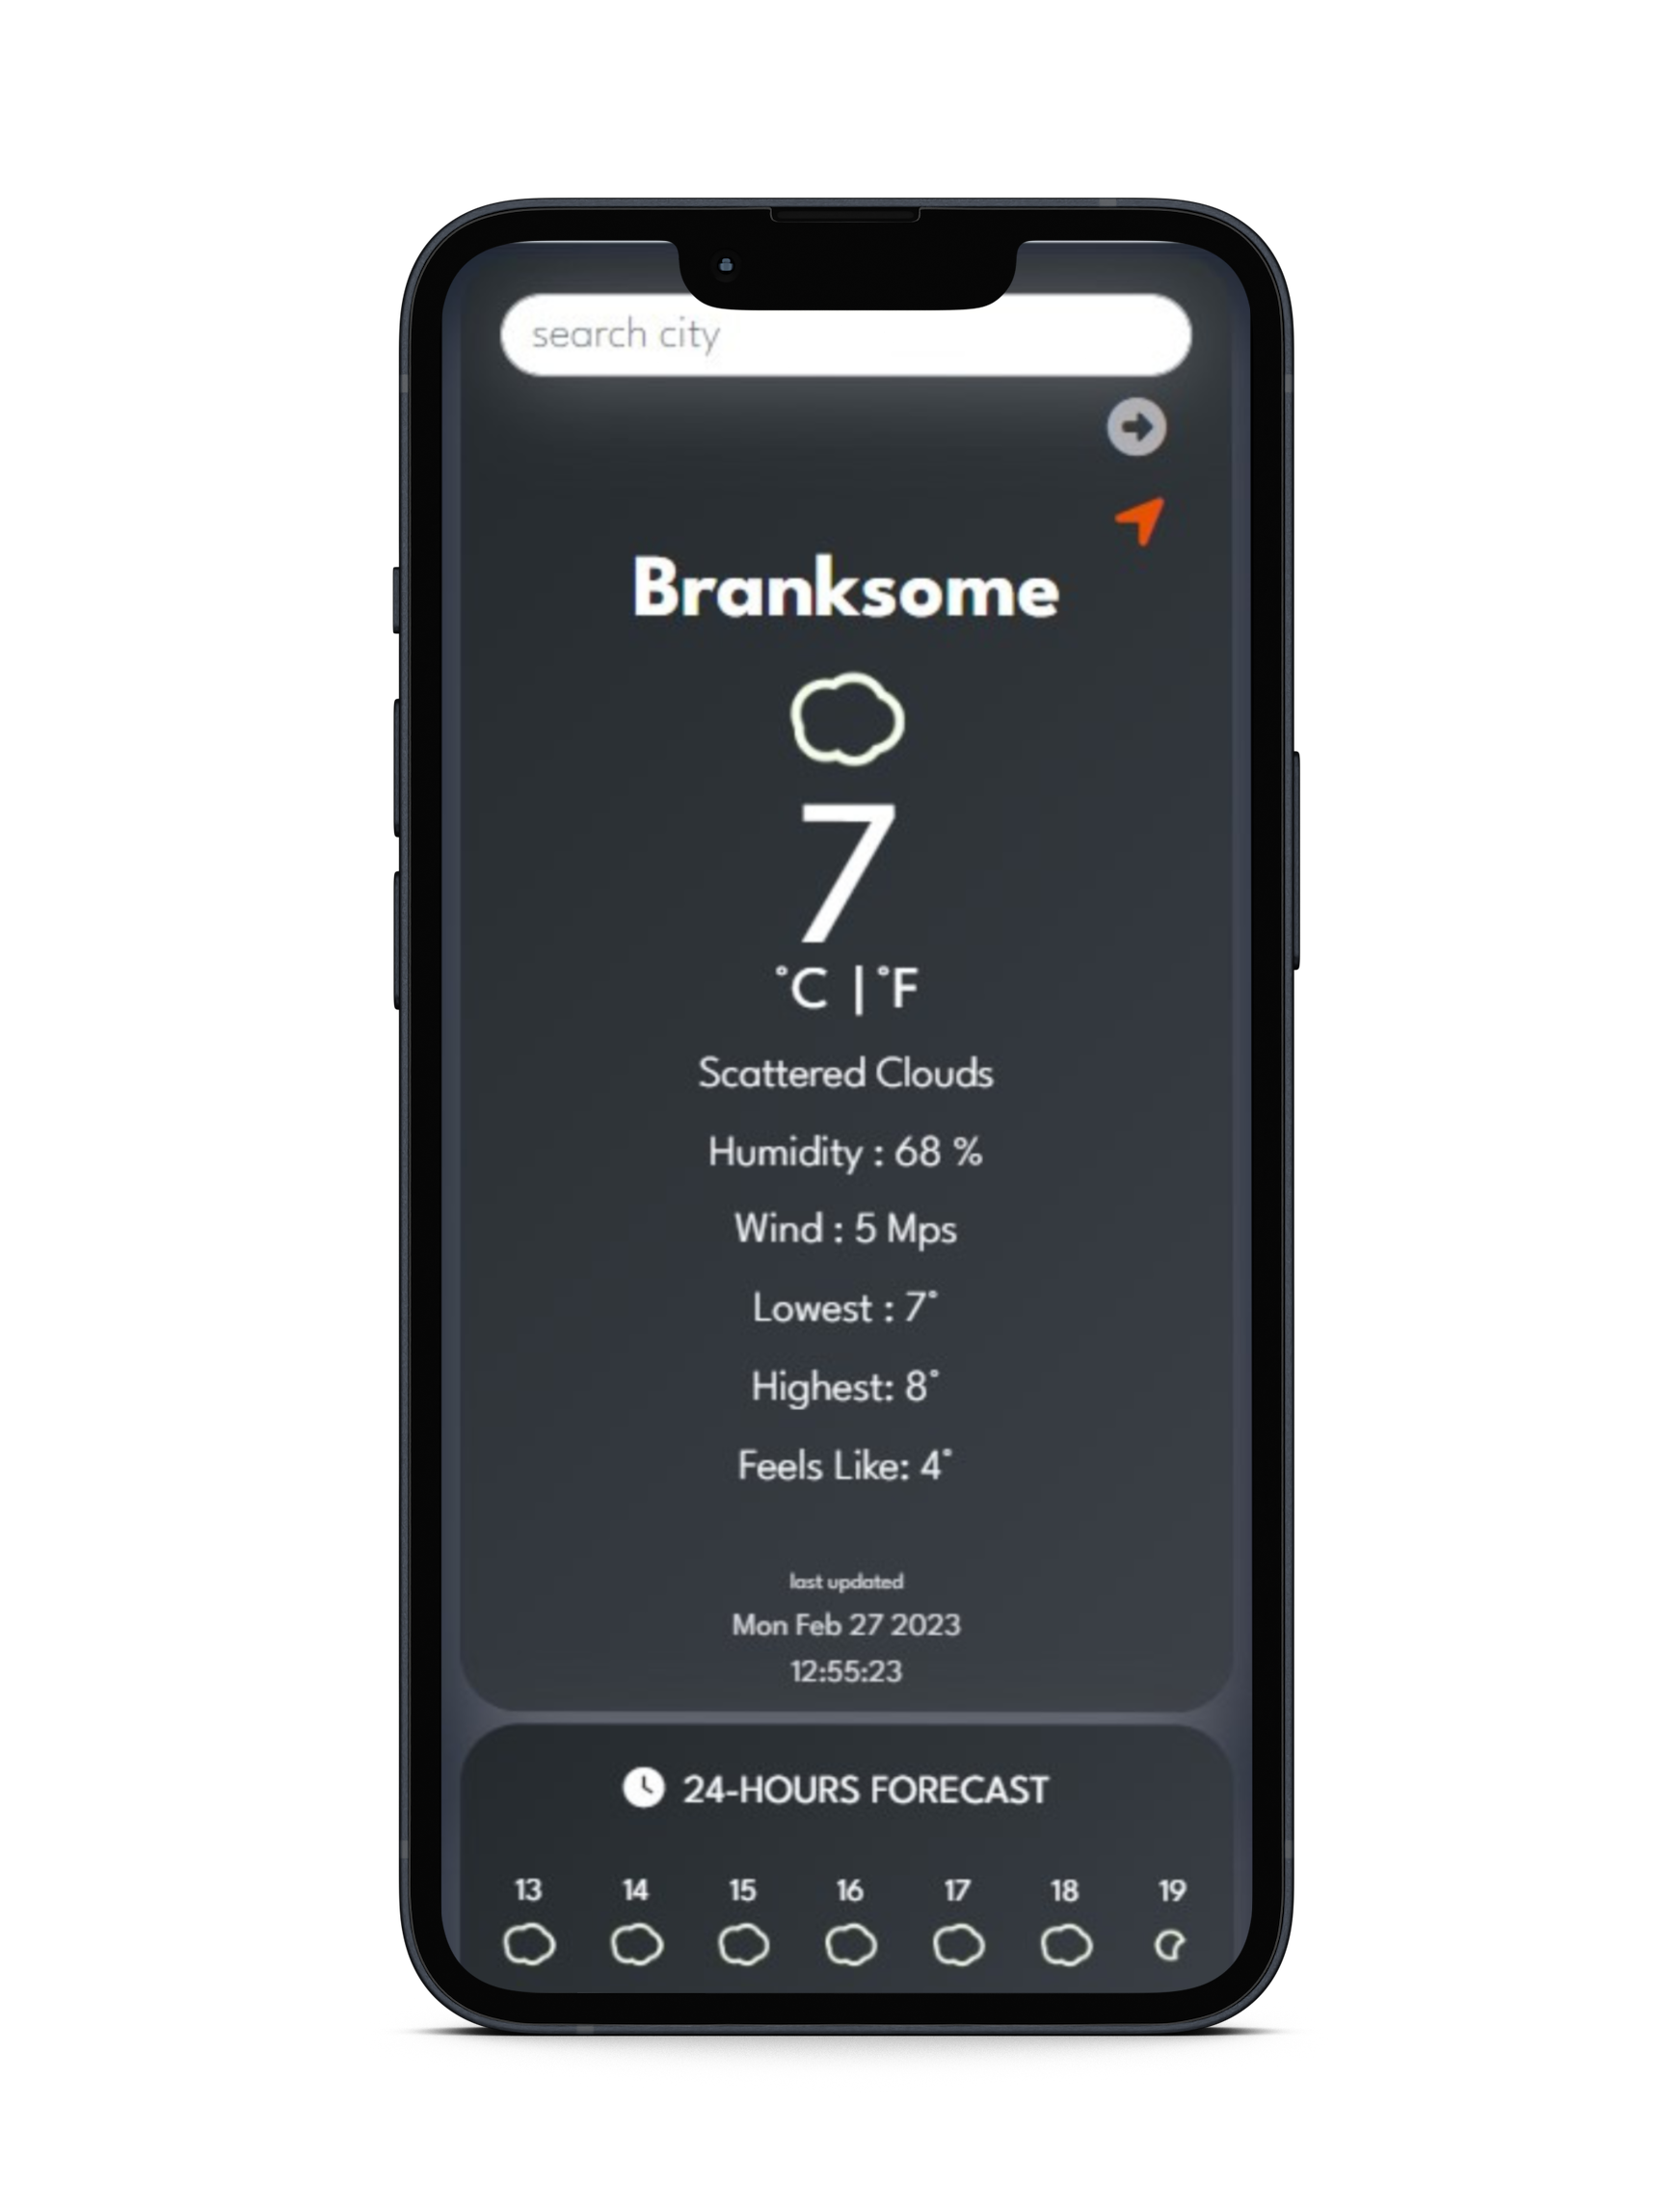 search city
Branksome
7
°C | °F
Scattered Clouds
Humidity : 68 %
Wind : 5 Mps
Lowest : 7°
Highest: 8°
Feels Like: 4°
last updated
Mon Feb 27 2023
12:55:23
24-HOURS FORECAST
13 14 15 16 17 18 19